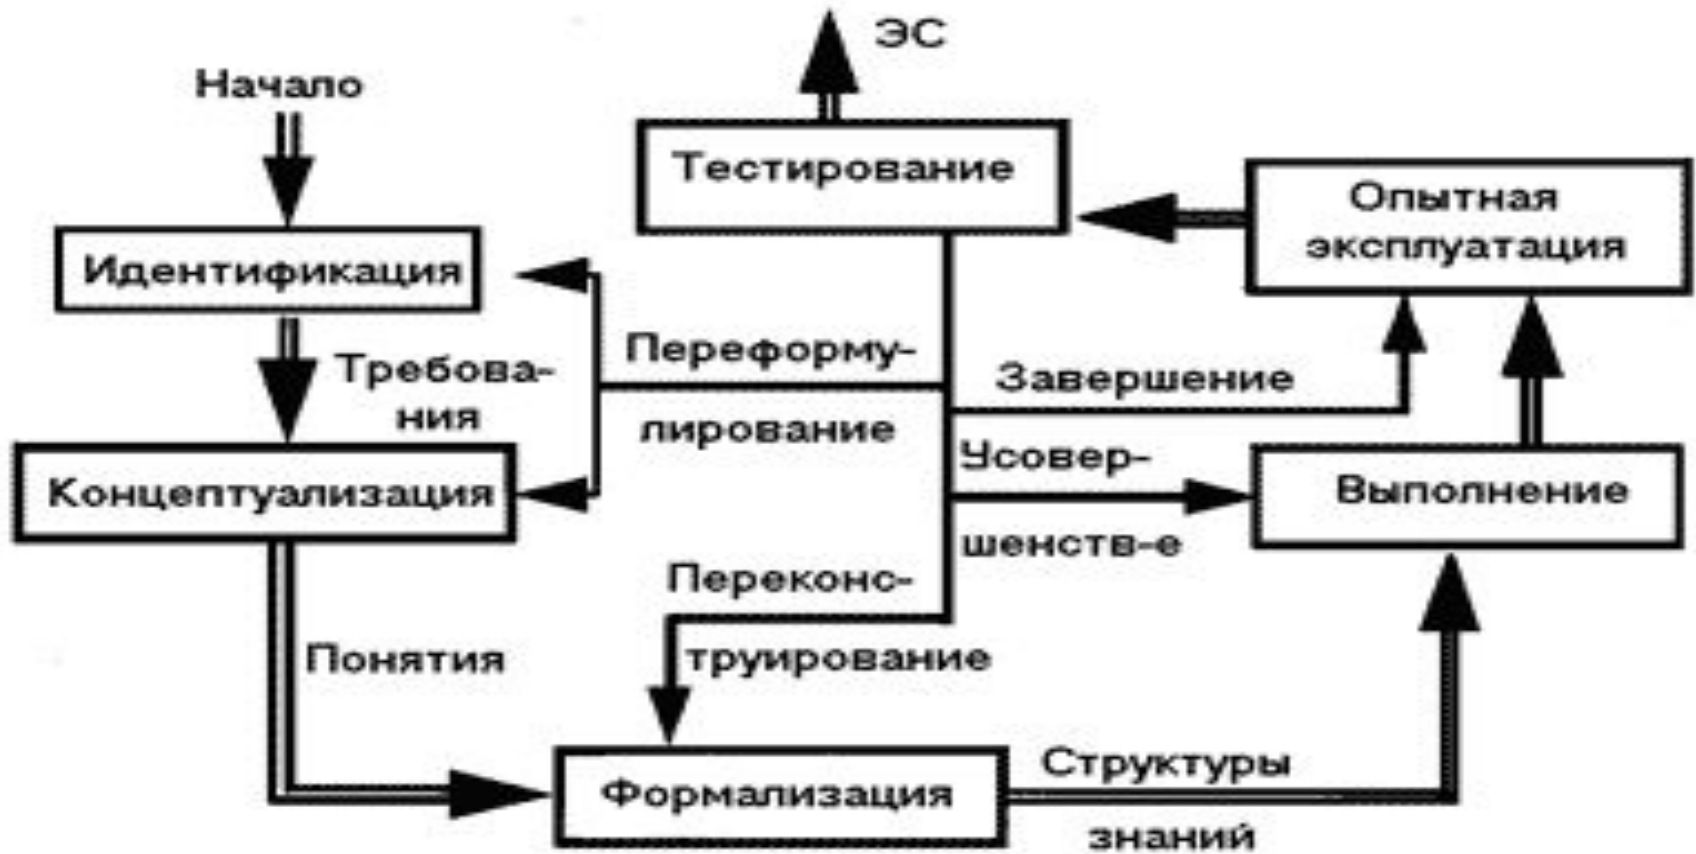 ЭС
Начало
Тестирование
Опытная
эксплуатация
Идентификация
Требова-
ния
Переформу-
лирование
Завершение
Усовер-
шенств-е
Концептуализация
Выполнение
Переконс-
труирование
Понятия
Формализация
Структуры
знаний